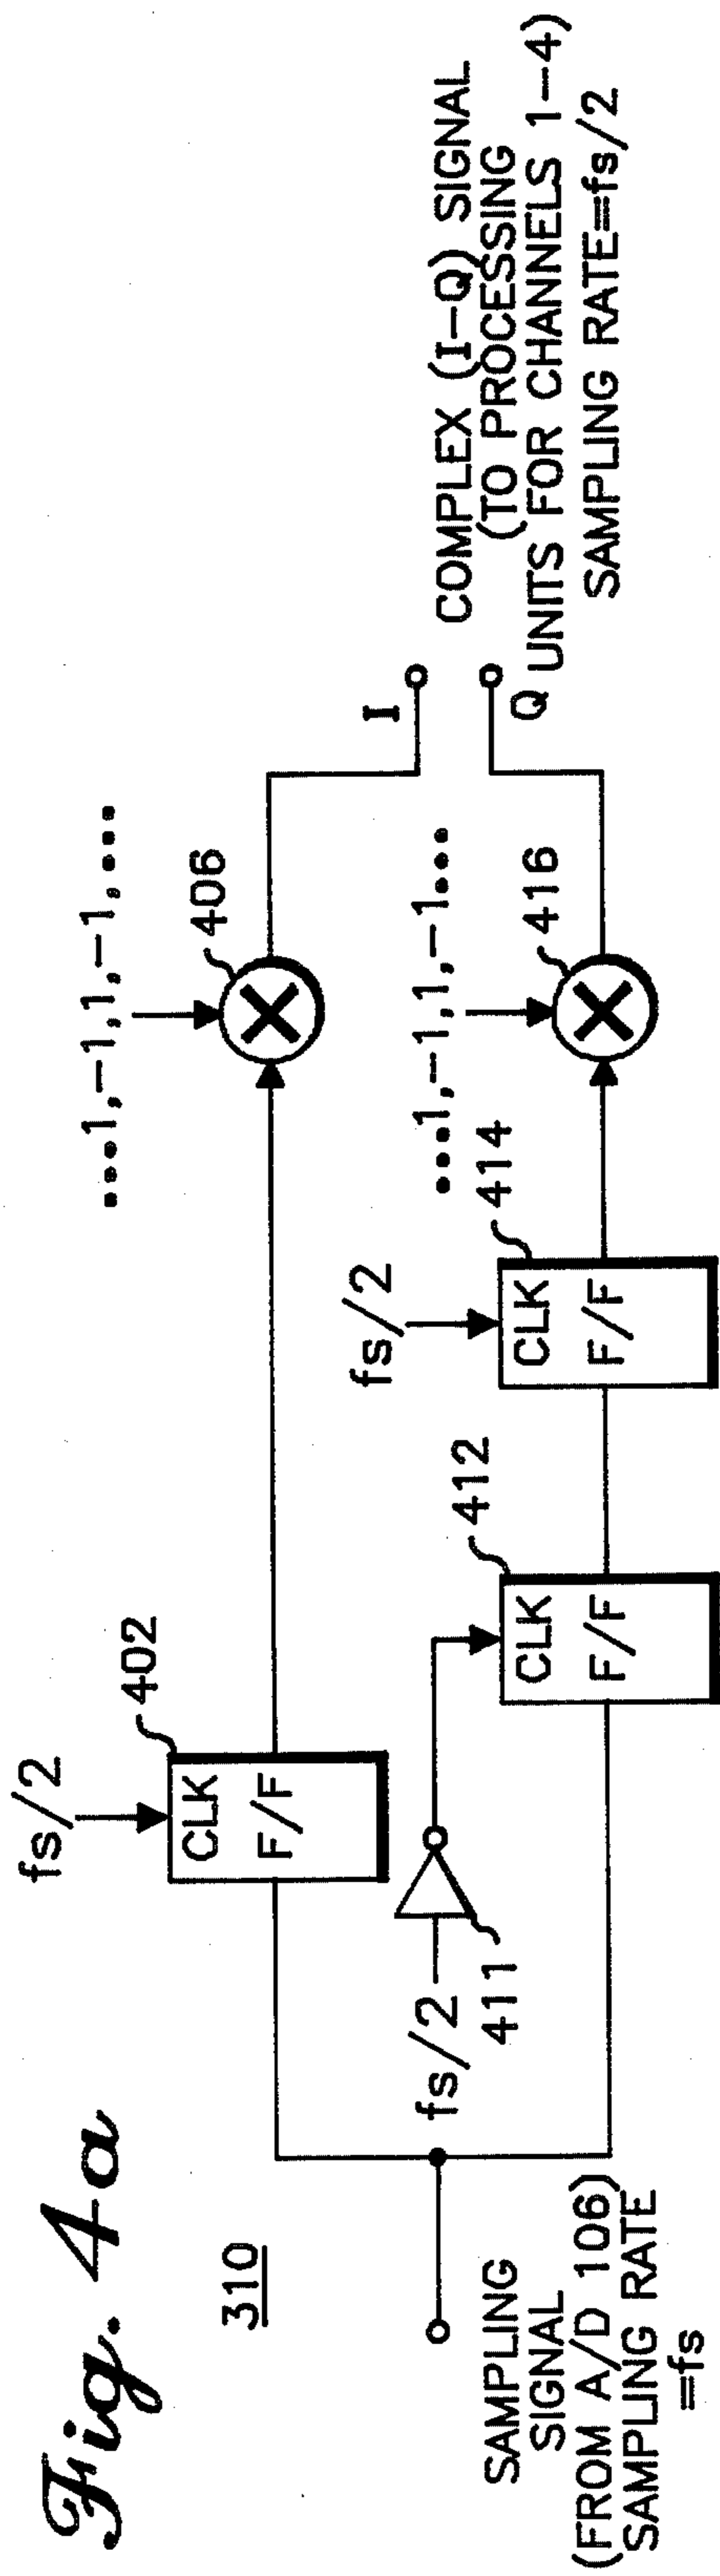 Fig. 4a
310
SAMPLING
SIGNAL
(FROM A/D 106)
SAMPLING RATE
=fs
fs/2
402
CLK
F/F
fs/2
411
412
CLK
F/F
fs/2
414
CLK
F/F
...1,-1,1,-1,...
406
...1,-1,1,-1...
416
I
Q
COMPLEX (I-Q) SIGNAL
(TO PROCESSING
UNITS FOR CHANNELS 1-4)
SAMPLING RATE=fs/2